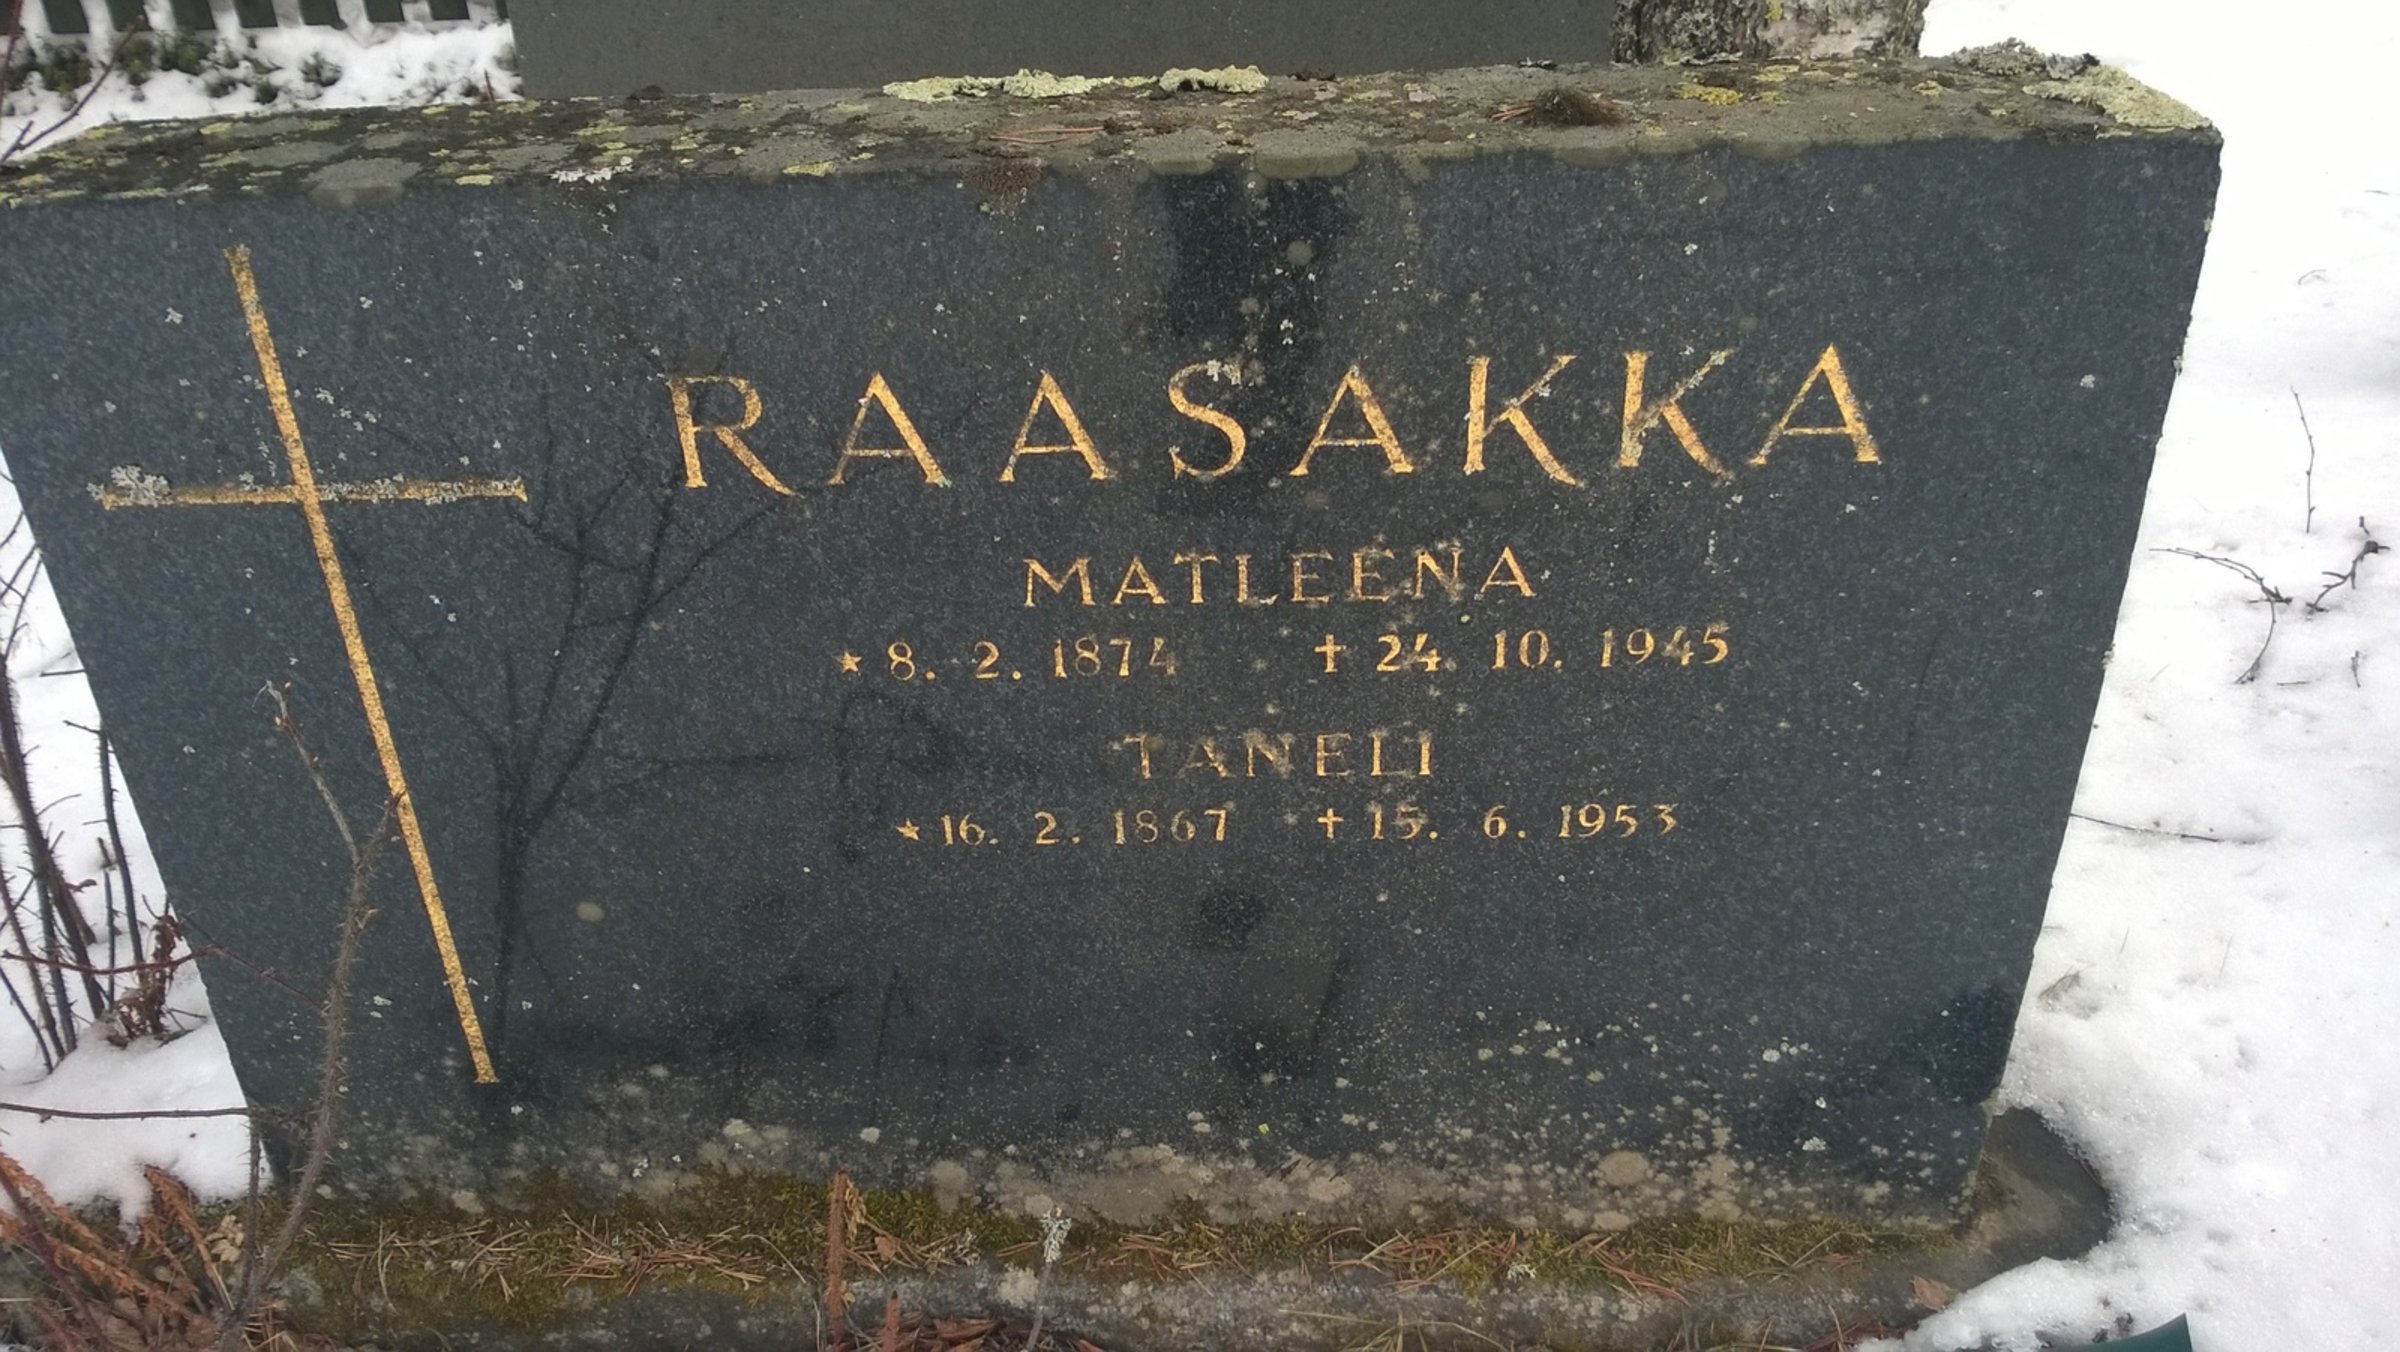 RAASAKKA
MATLEENA
★ 8. 2. 1874 ✝ 24. 10. 1945
TANELI
★ 16. 2. 1867 ✝ 15. 6. 1953